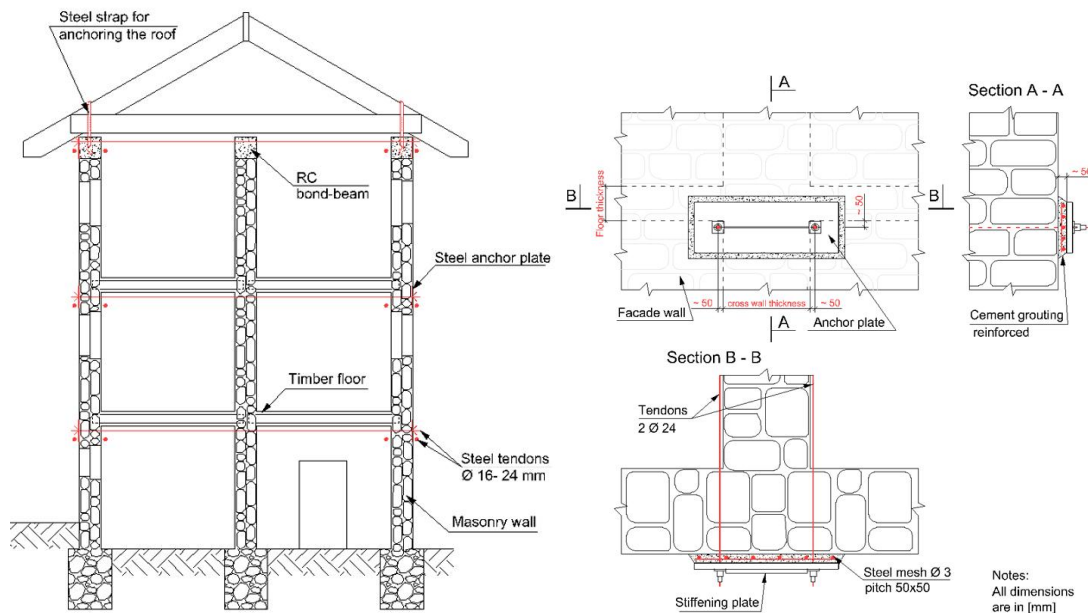 Steel strap for
anchoring the roof
RC
bond-beam
Steel anchor plate
Timber floor
Steel tendons
Ø 16- 24 mm
Masonry wall
A
Section A - A
B
B
Floor thickness
~ 50
~ 50
~ 50
cross wall thickness
~ 50
Facade wall
A
Anchor plate
Cement grouting
reinforced
Section B - B
Tendons
2 Ø 24
Steel mesh Ø 3
pitch 50x50
Stiffening plate
Notes:
All dimensions
are in [mm]